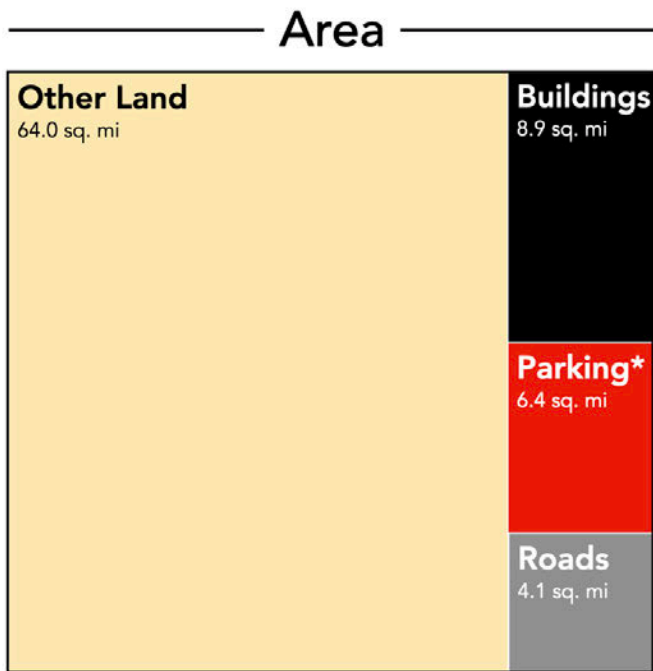 Area
Other Land
64.0 sq. mi
Buildings
8.9 sq. mi
Parking*
6.4 sq. mi
Roads
4.1 sq. mi